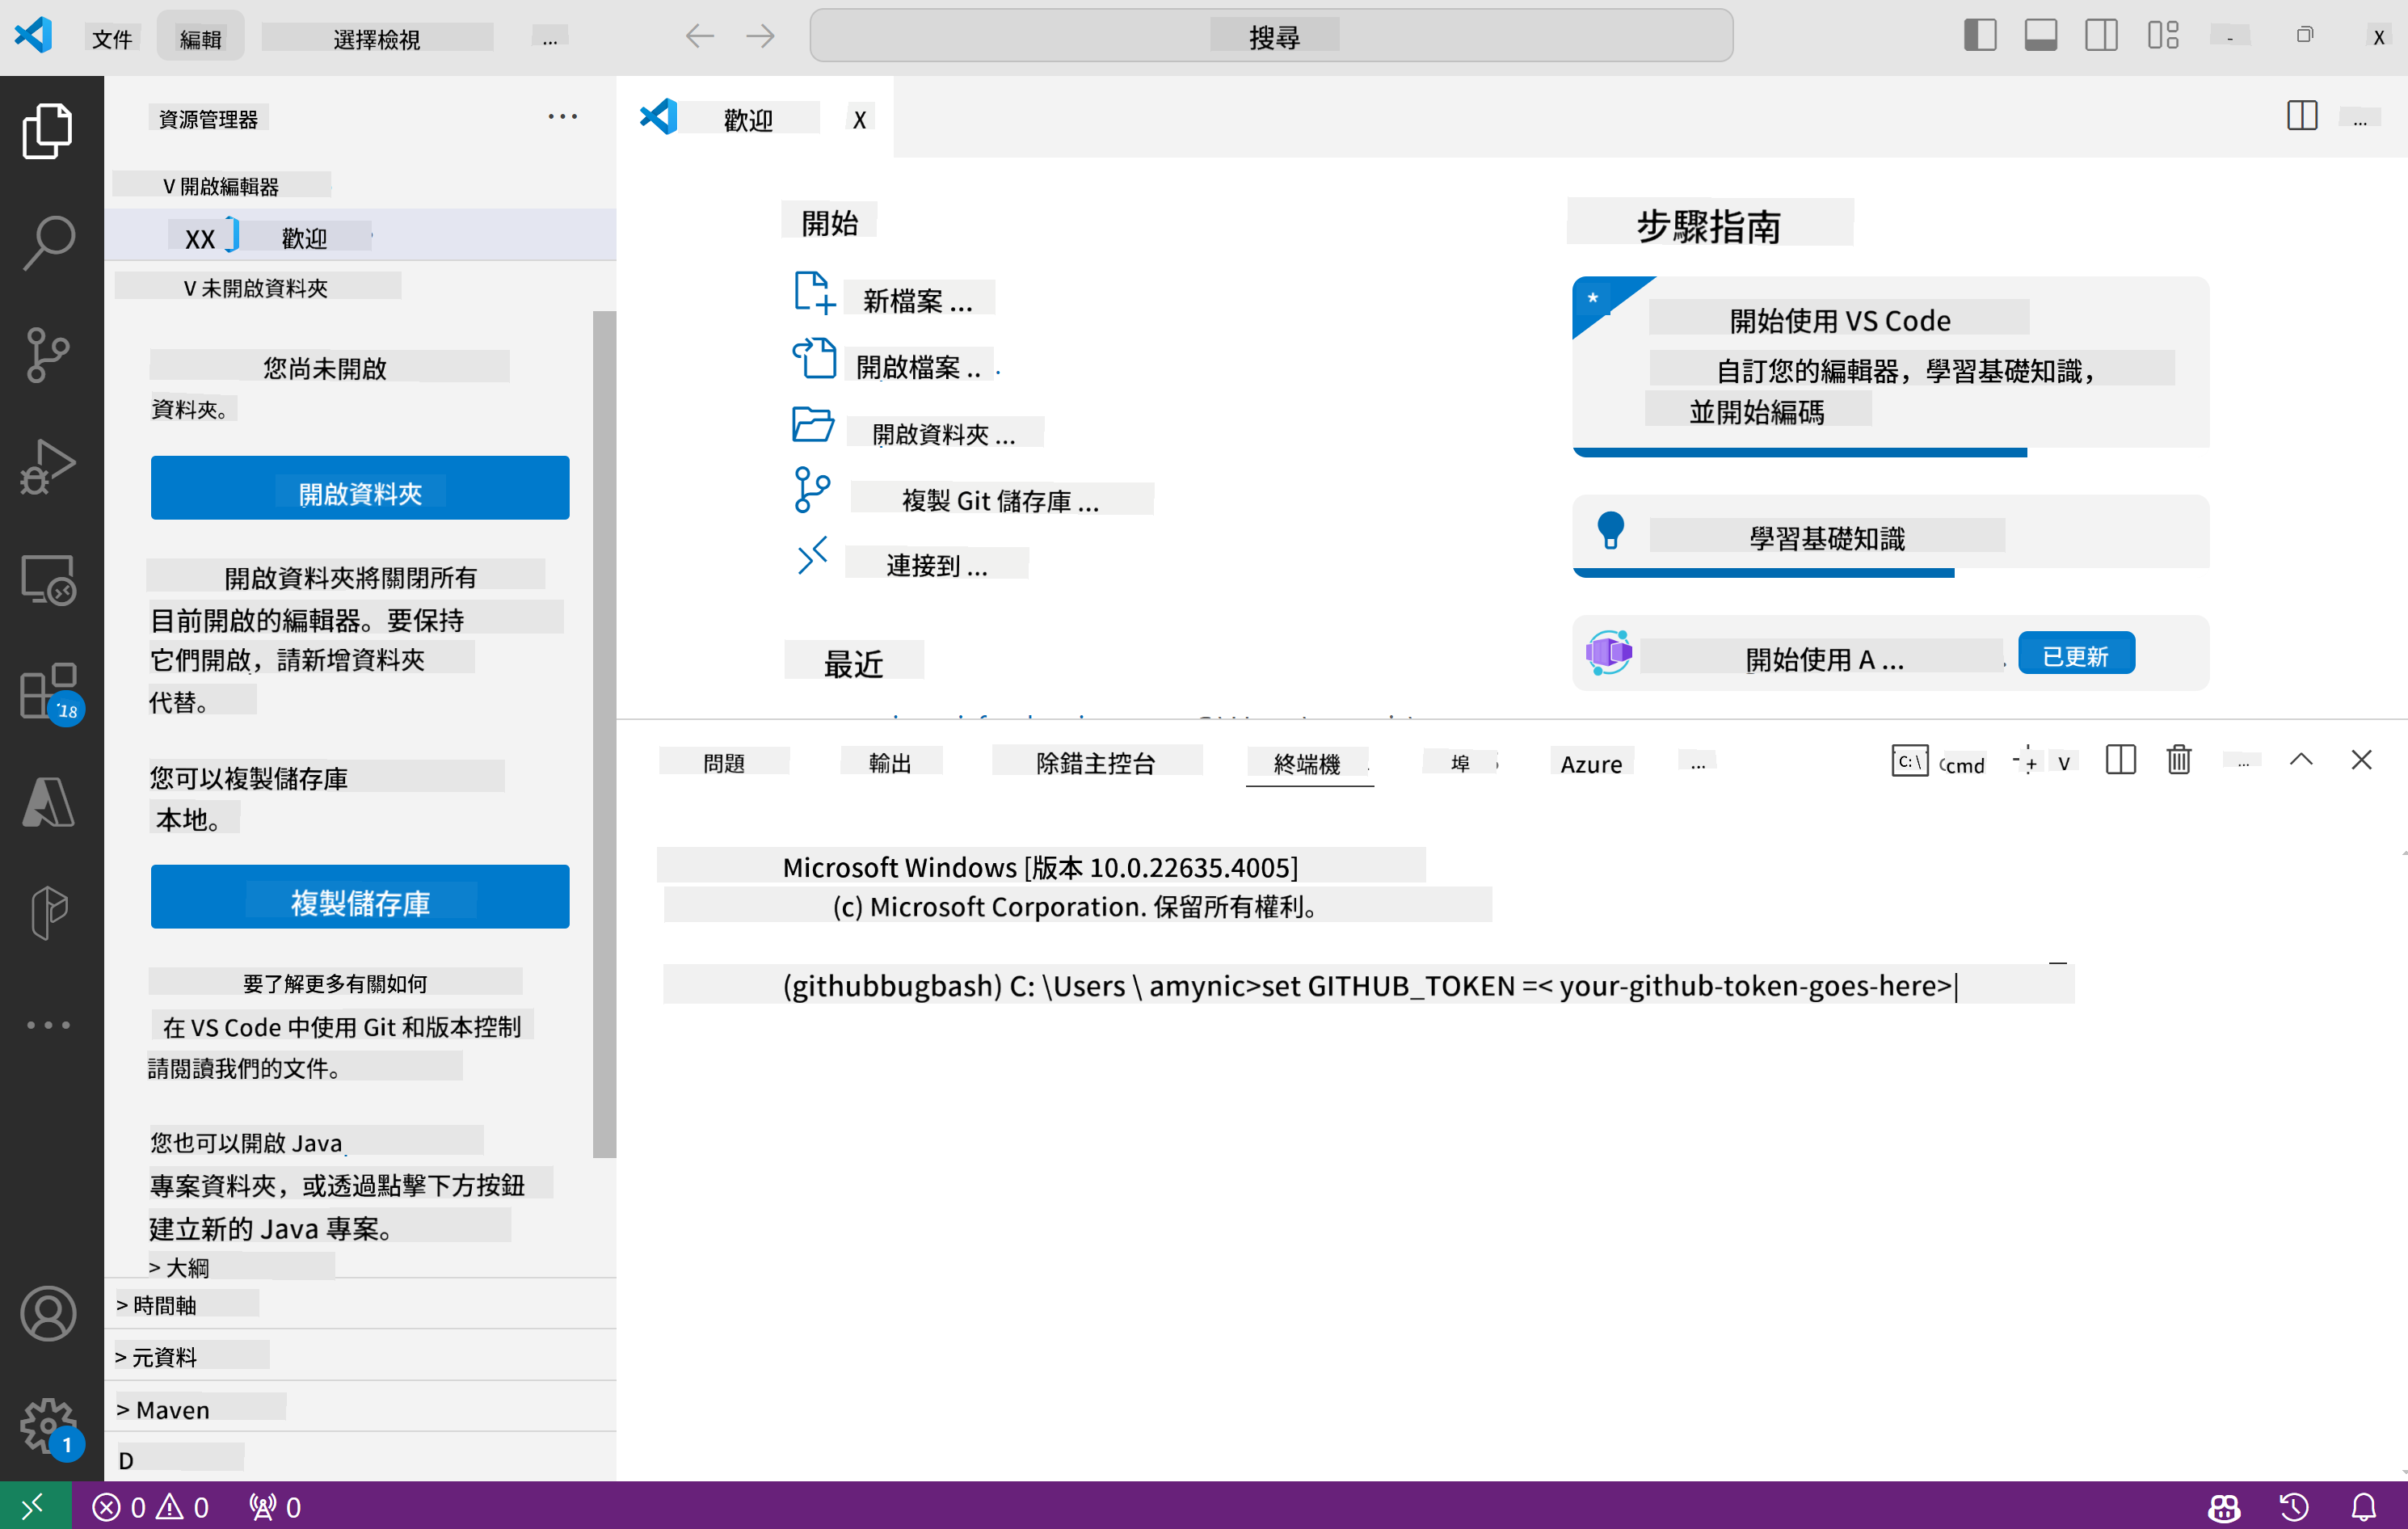 文件 編輯 選擇檢視 ...
搜尋
- X
資源管理器 ...
V 開啟編輯器
XX 歡迎
V 未開啟資料夾
您尚未開啟
資料夾。
開啟資料夾
開啟資料夾將關閉所有
目前開啟的編輯器。要保持
它們開啟，請新增資料夾
代替。
您可以複製儲存庫
本地。
複製儲存庫
要了解更多有關如何
在 VS Code 中使用 Git 和版本控制
請閱讀我們的文件。
您也可以開啟 Java
專案資料夾，或透過點擊下方按鈕
建立新的 Java 專案。
> 大綱
> 時間軸
> 元資料
> Maven
D
18
1
歡迎 X
...
開始
新檔案 ...
開啟檔案 ..
開啟資料夾 ...
複製 Git 儲存庫 ...
連接到 ...
最近
步驟指南
*
開始使用 VS Code
自訂您的編輯器，學習基礎知識，
並開始編碼
學習基礎知識
開始使用 A ... 已更新
問題 輸出 除錯主控台 終端機 埠 Azure ...
C:\ cmd + V ...
Microsoft Windows [版本 10.0.22635.4005]
(c) Microsoft Corporation. 保留所有權利。
(githubbugbash) C: \Users \ amynic>set GITHUB_TOKEN =< your-github-token-goes-here>
0 0 0